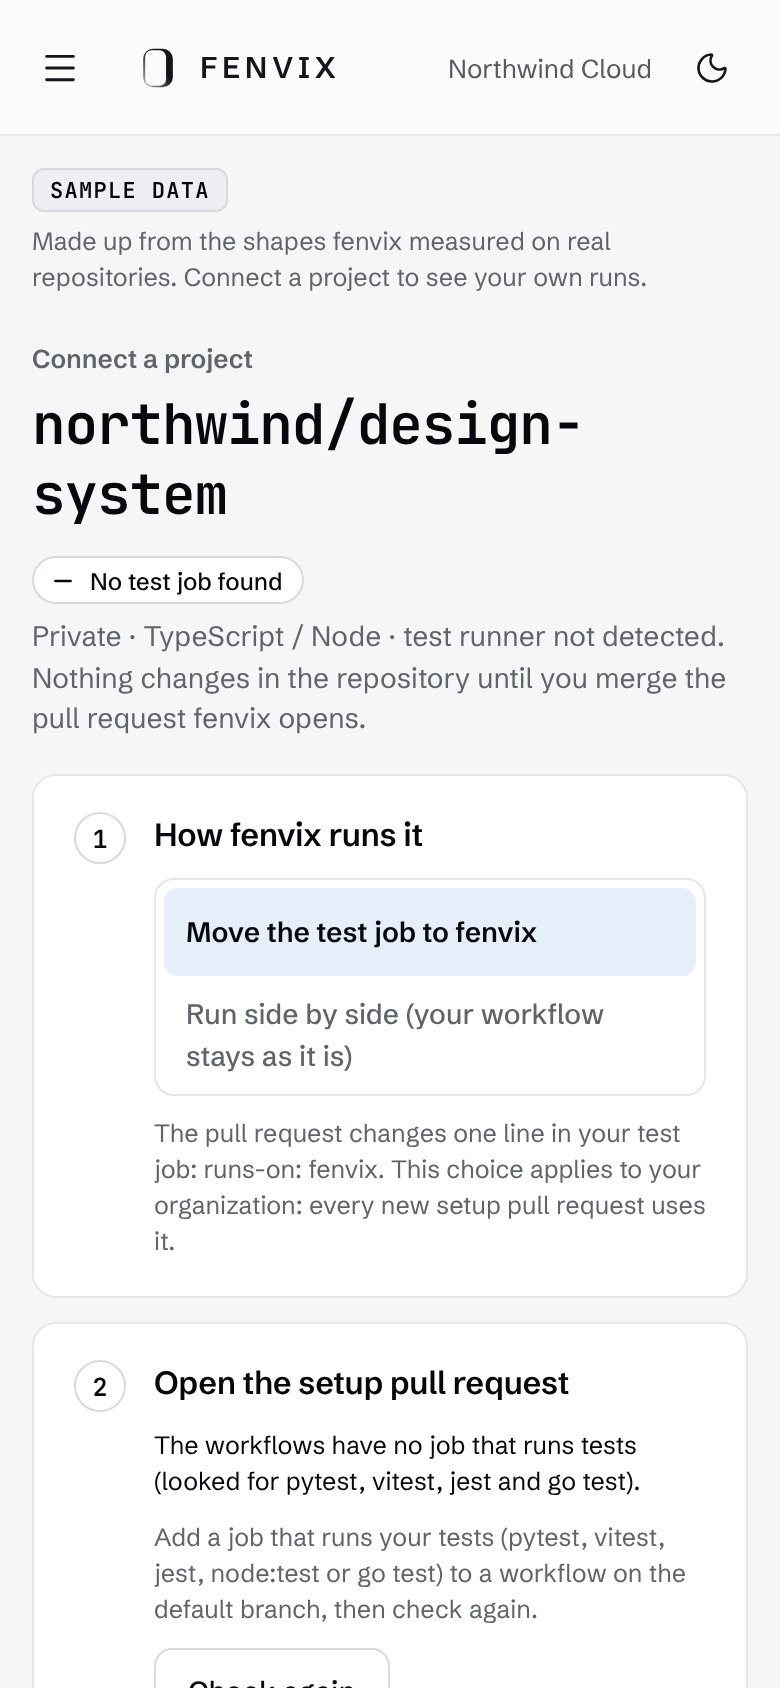 FENVIX
Northwind Cloud
SAMPLE DATA
Made up from the shapes fenvix measured on real
repositories. Connect a project to see your own runs.
Connect a project
northwind/design-
system
No test job found
Private · TypeScript / Node · test runner not detected.
Nothing changes in the repository until you merge the
pull request fenvix opens.
1
How fenvix runs it
Move the test job to fenvix
Run side by side (your workflow
stays as it is)
The pull request changes one line in your test
job: runs-on: fenvix. This choice applies to your
organization: every new setup pull request uses
it.
2
Open the setup pull request
The workflows have no job that runs tests
(looked for pytest, vitest, jest and go test).
Add a job that runs your tests (pytest, vitest,
jest, node:test or go test) to a workflow on the
default branch, then check again.
Check again